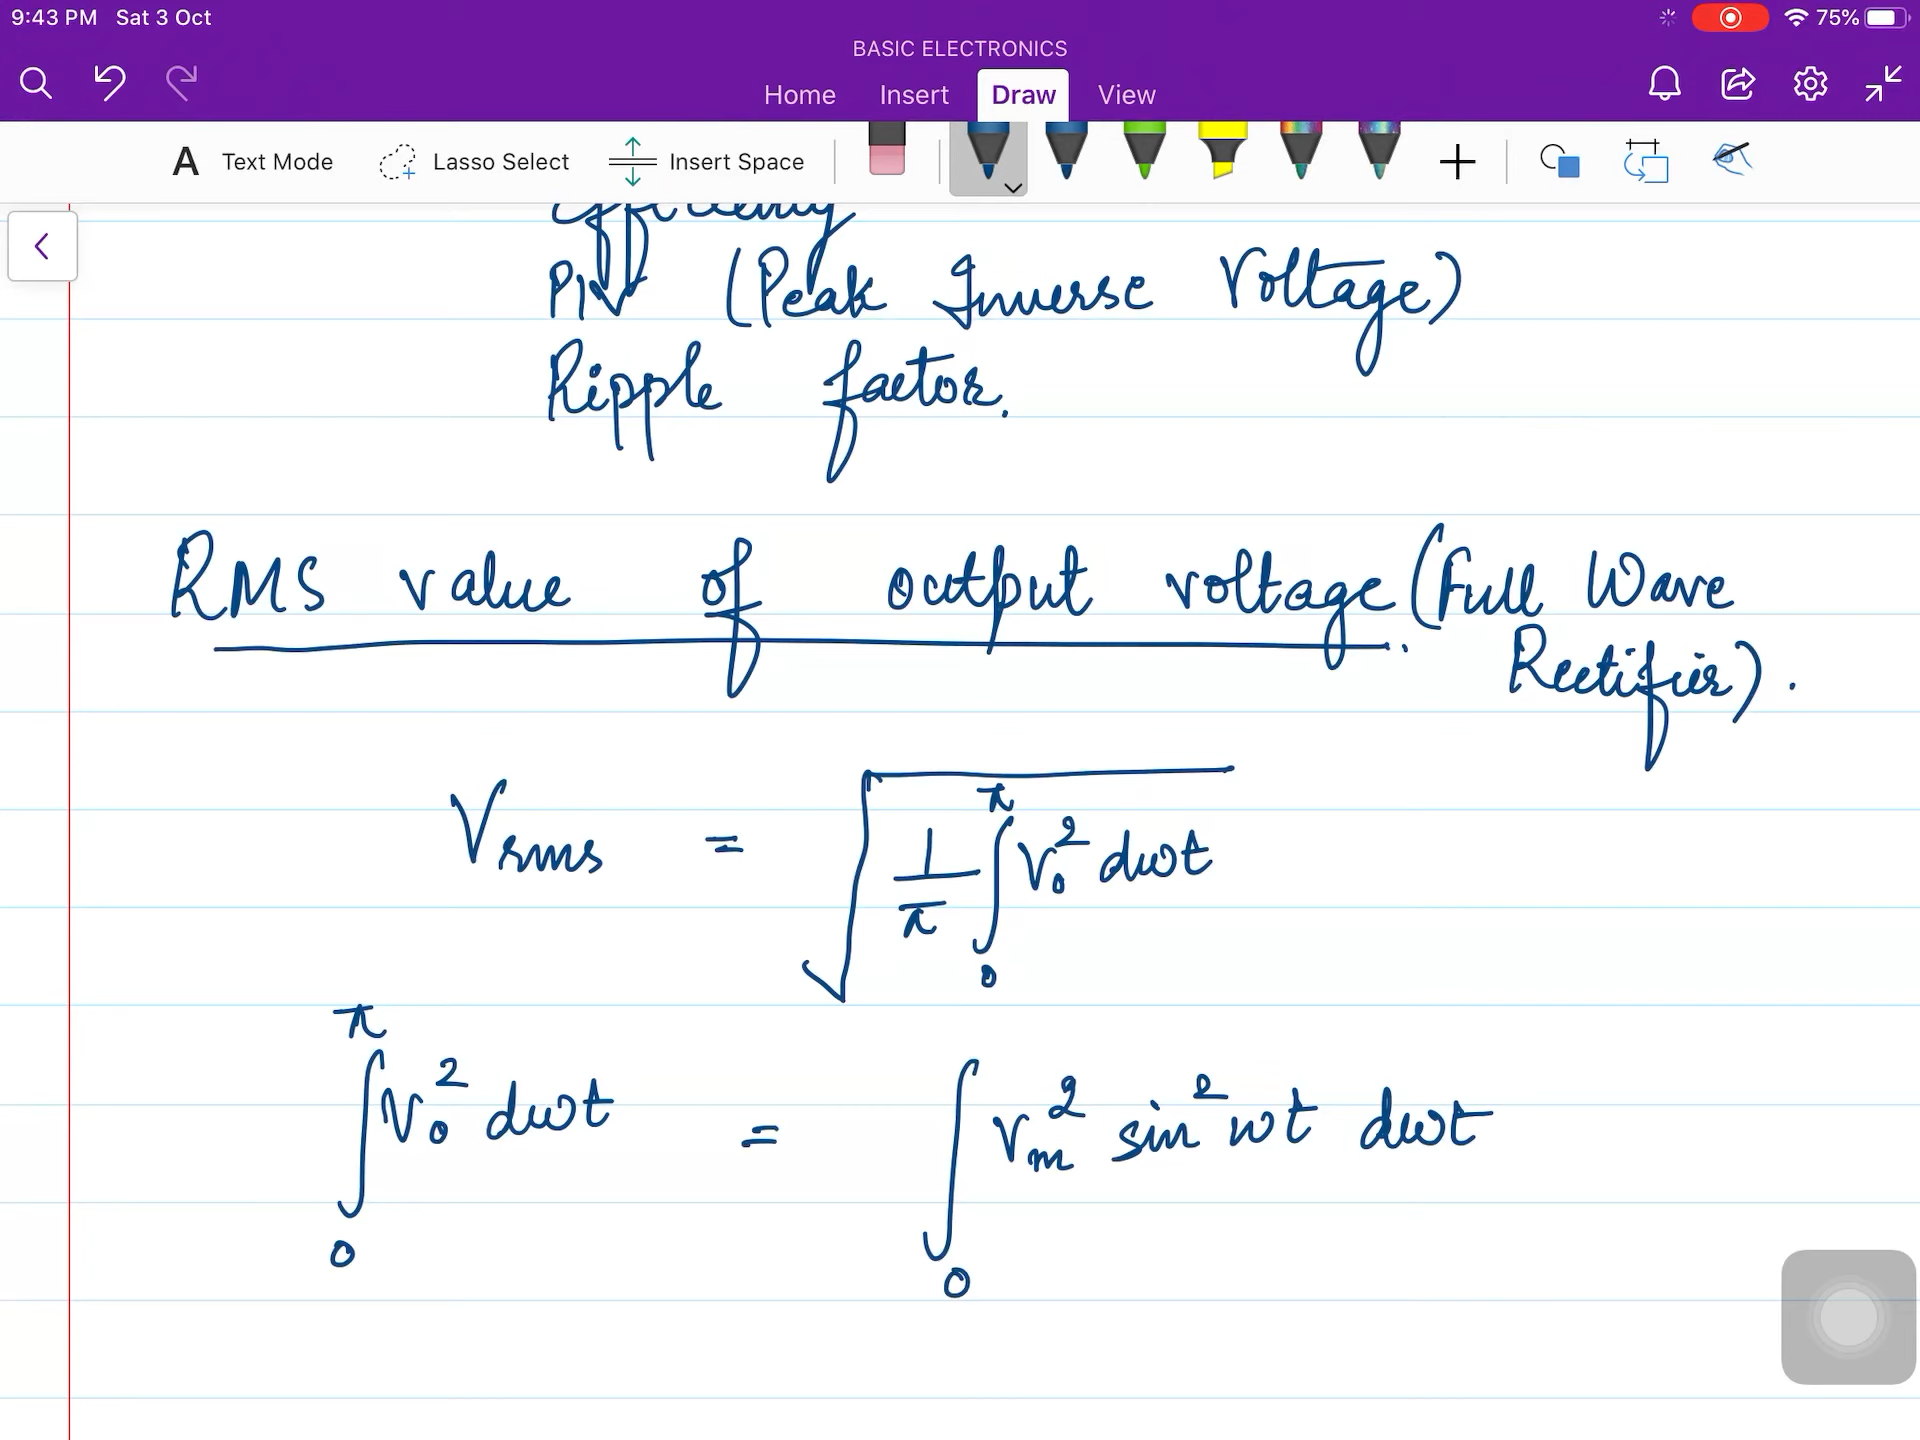 9:43 PM Sat 3 Oct
75%
BASIC ELECTRONICS
Home Insert Draw View
A Text Mode Lasso Select Insert Space
Efficiency
PIV (Peak Inverse Voltage)
Ripple factor.
RMS value of output voltage (Full Wave
Rectifier).
Vrms = √(1/π ∫₀^π V₀² dωt)
∫₀^π V₀² dωt = ∫₀ Vm² sin² ωt dωt